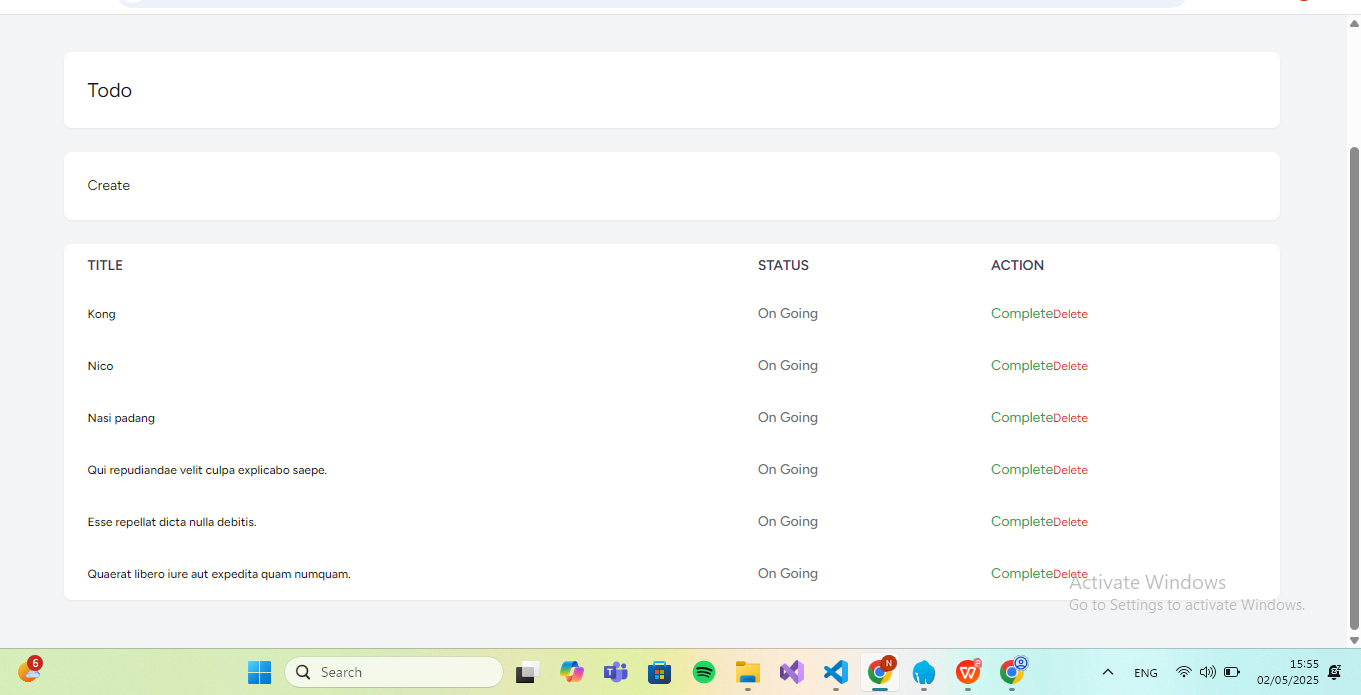 Todo
Create
TITLE STATUS ACTION
Kong On Going CompleteDelete
Nico On Going CompleteDelete
Nasi padang On Going CompleteDelete
Qui repudiandae velit culpa explicabo saepe. On Going CompleteDelete
Esse repellat dicta nulla debitis. On Going CompleteDelete
Quaerat libero iure aut expedita quam numquam. On Going CompleteDelete
Activate Windows
Go to Settings to activate Windows.
6 Search N 2 ENG 15:55
02/05/2025